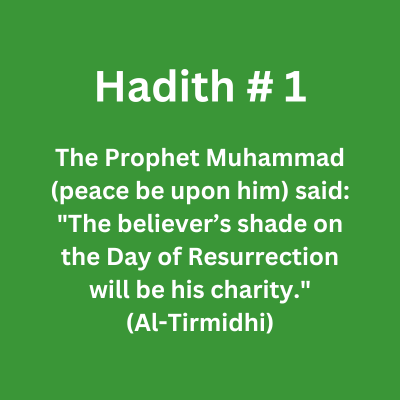 Hadith # 1
The Prophet Muhammad
(peace be upon him) said:
"The believer’s shade on
the Day of Resurrection
will be his charity."
(Al-Tirmidhi)